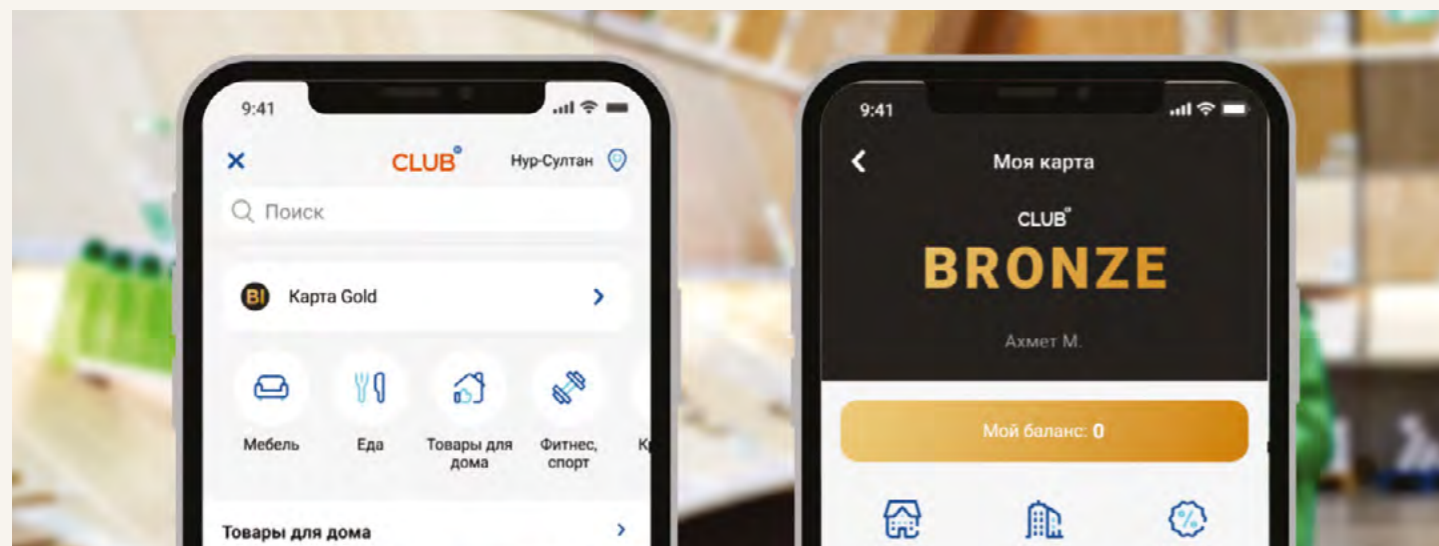 9:41
CLUB
Нур-Султан
Поиск
BI Карта Gold
Мебель
Еда
Товары для
дома
Фитнес,
спорт
Товары для дома
9:41
Моя карта
CLUB
BRONZE
Ахмет М.
Мой баланс: 0